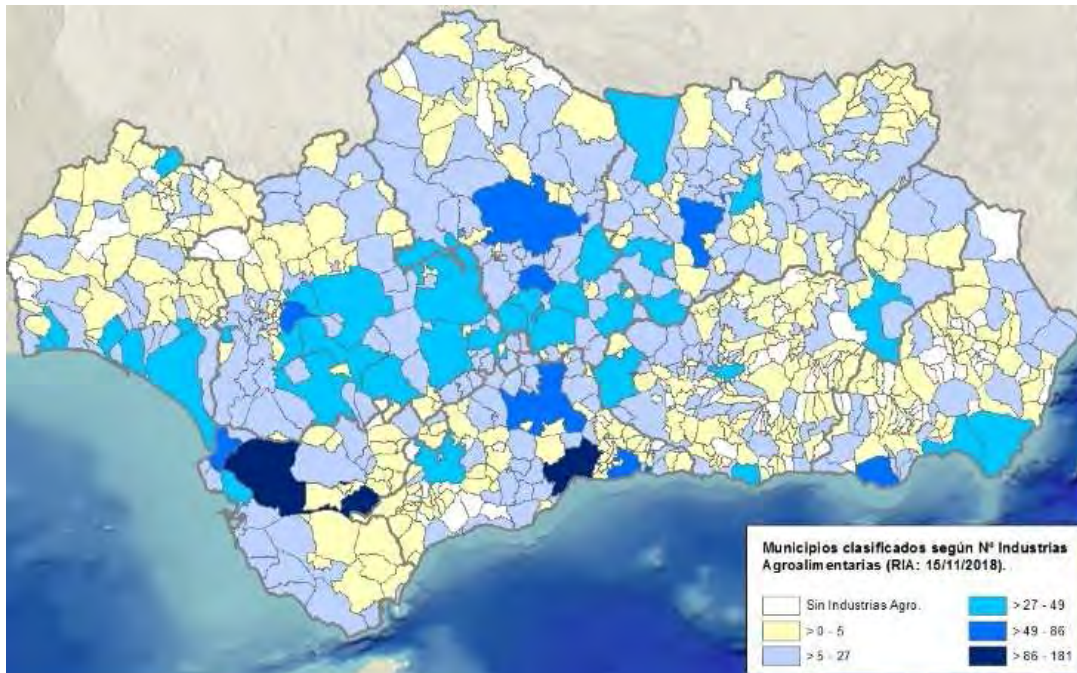 Municipios clasificados según Nº Industrias
Agroalimentarias (RIA: 15/11/2018).
Sin Industrias Agro.
> 0 - 5
> 5 - 27
> 27 - 49
> 49 - 86
> 86 - 181